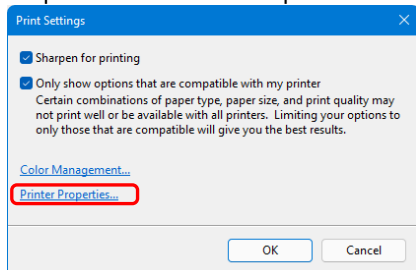 Print Settings
Sharpen for printing
Only show options that are compatible with my printer
Certain combinations of paper type, paper size, and print quality may
not print well or be available with all printers. Limiting your options to
only those that are compatible will give you the best results.
Color Management...
Printer Properties...
OK
Cancel